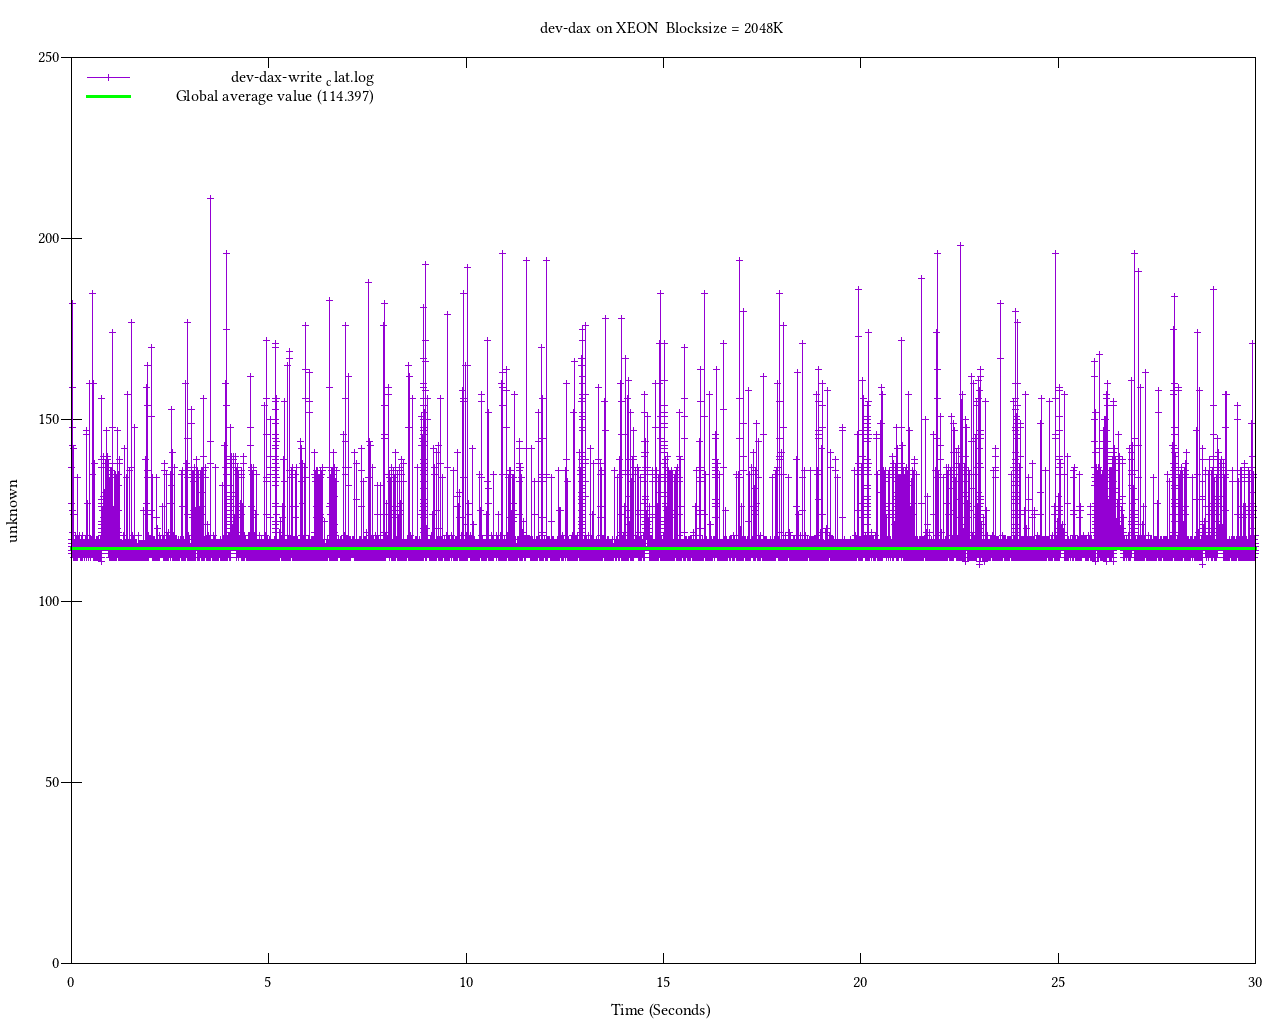 dev-dax on XEON Blocksize = 2048K
dev-dax-write c lat.log
Global average value (114.397)
250
200
150
100
50
0
unknown
0 5 10 15 20 25 30
Time (Seconds)